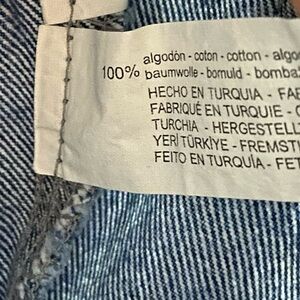 algodón - coton - cotton - algo
100% baumwolle - bomuld - bomba
HECHO EN TURQUIA - FAB
FABRIQUÉ EN TURQUIE -
TURCHIA - HERGESTELL
YERİ TÜRKİYE - FREMST
FEITO EN TURQUÍA - FET